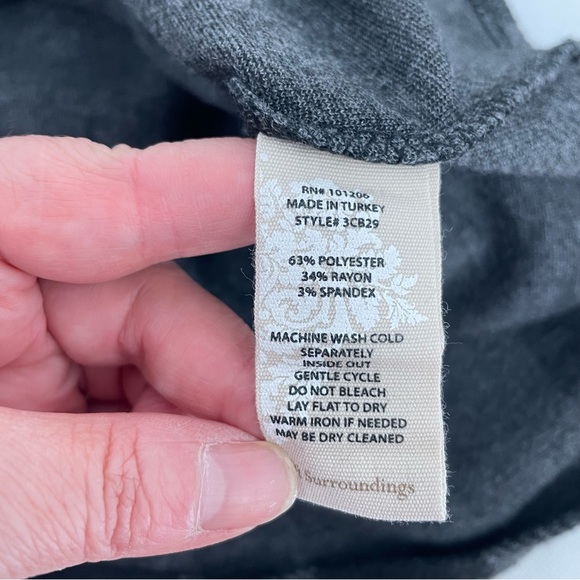 RN# 101206
MADE IN TURKEY
STYLE# 3CB29
63% POLYESTER
34% RAYON
3% SPANDEX
MACHINE WASH COLD
SEPARATELY
INSIDE OUT
GENTLE CYCLE
DO NOT BLEACH
LAY FLAT TO DRY
WARM IRON IF NEEDED
MAY BE DRY CLEANED
Surroundings